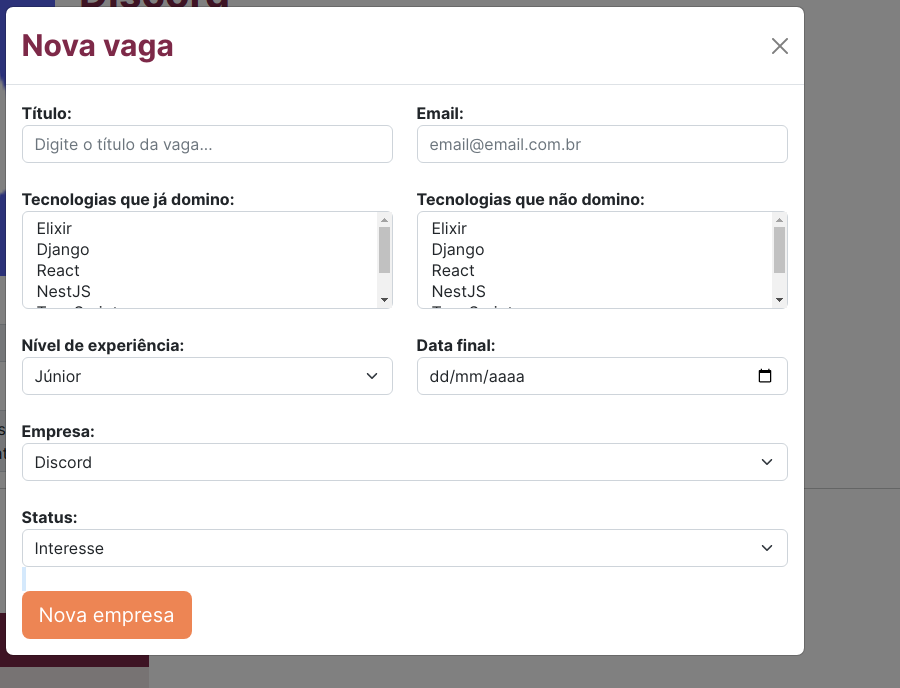 Discord
Nova vaga
Título:
Email:
Digite o título da vaga...
email@email.com.br
Tecnologias que já domino:
Tecnologias que não domino:
Elixir
Django
React
NestJS
Elixir
Django
React
NestJS
Nível de experiência:
Data final:
Júnior
dd/mm/aaaa
Empresa:
Discord
Status:
Interesse
Nova empresa